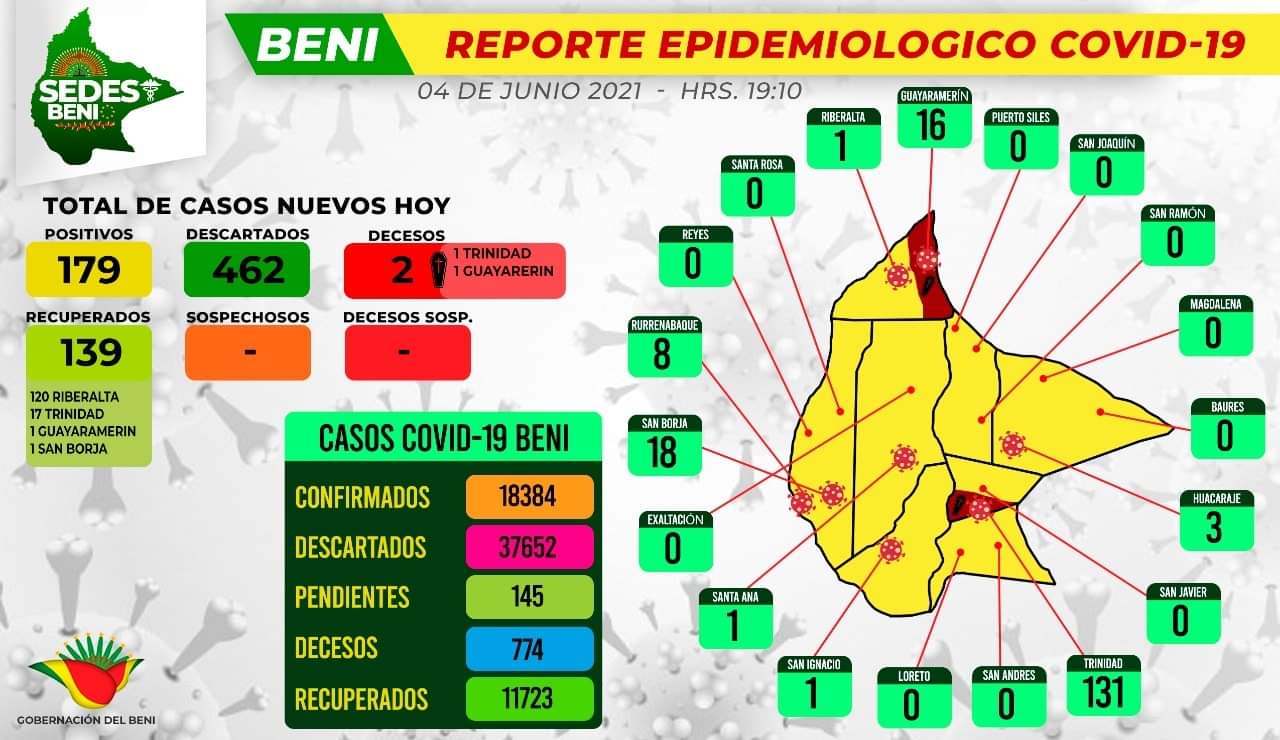 SEDES
BENI
BENI
REPORTE EPIDEMIOLOGICO COVID-19
04 DE JUNIO 2021 - HRS. 19:10
TOTAL DE CASOS NUEVOS HOY
POSITIVOS
179
DESCARTADOS
462
DECESOS
2
1 TRINIDAD
1 GUAYARERIN
RECUPERADOS
139
120 RIBERALTA
17 TRINIDAD
1 GUAYARAMERIN
1 SAN BORJA
SOSPECHOSOS
-
DECESOS SOSP.
-
CASOS COVID-19 BENI
CONFIRMADOS 18384
DESCARTADOS 37652
PENDIENTES 145
DECESOS 774
RECUPERADOS 11723
GOBERNACIÓN DEL BENI
RIBERALTA
1
GUAYARAMERÍN
16
PUERTO SILES
0
SAN JOAQUÍN
0
SANTA ROSA
0
SAN RAMÓN
0
REYES
0
MAGDALENA
0
RURRENABAQUE
8
BAURES
0
SAN BORJA
18
HUACARAJE
3
EXALTACIÓN
0
SAN JAVIER
0
SANTA ANA
1
SAN IGNACIO
1
LORETO
0
SAN ANDRES
0
TRINIDAD
131